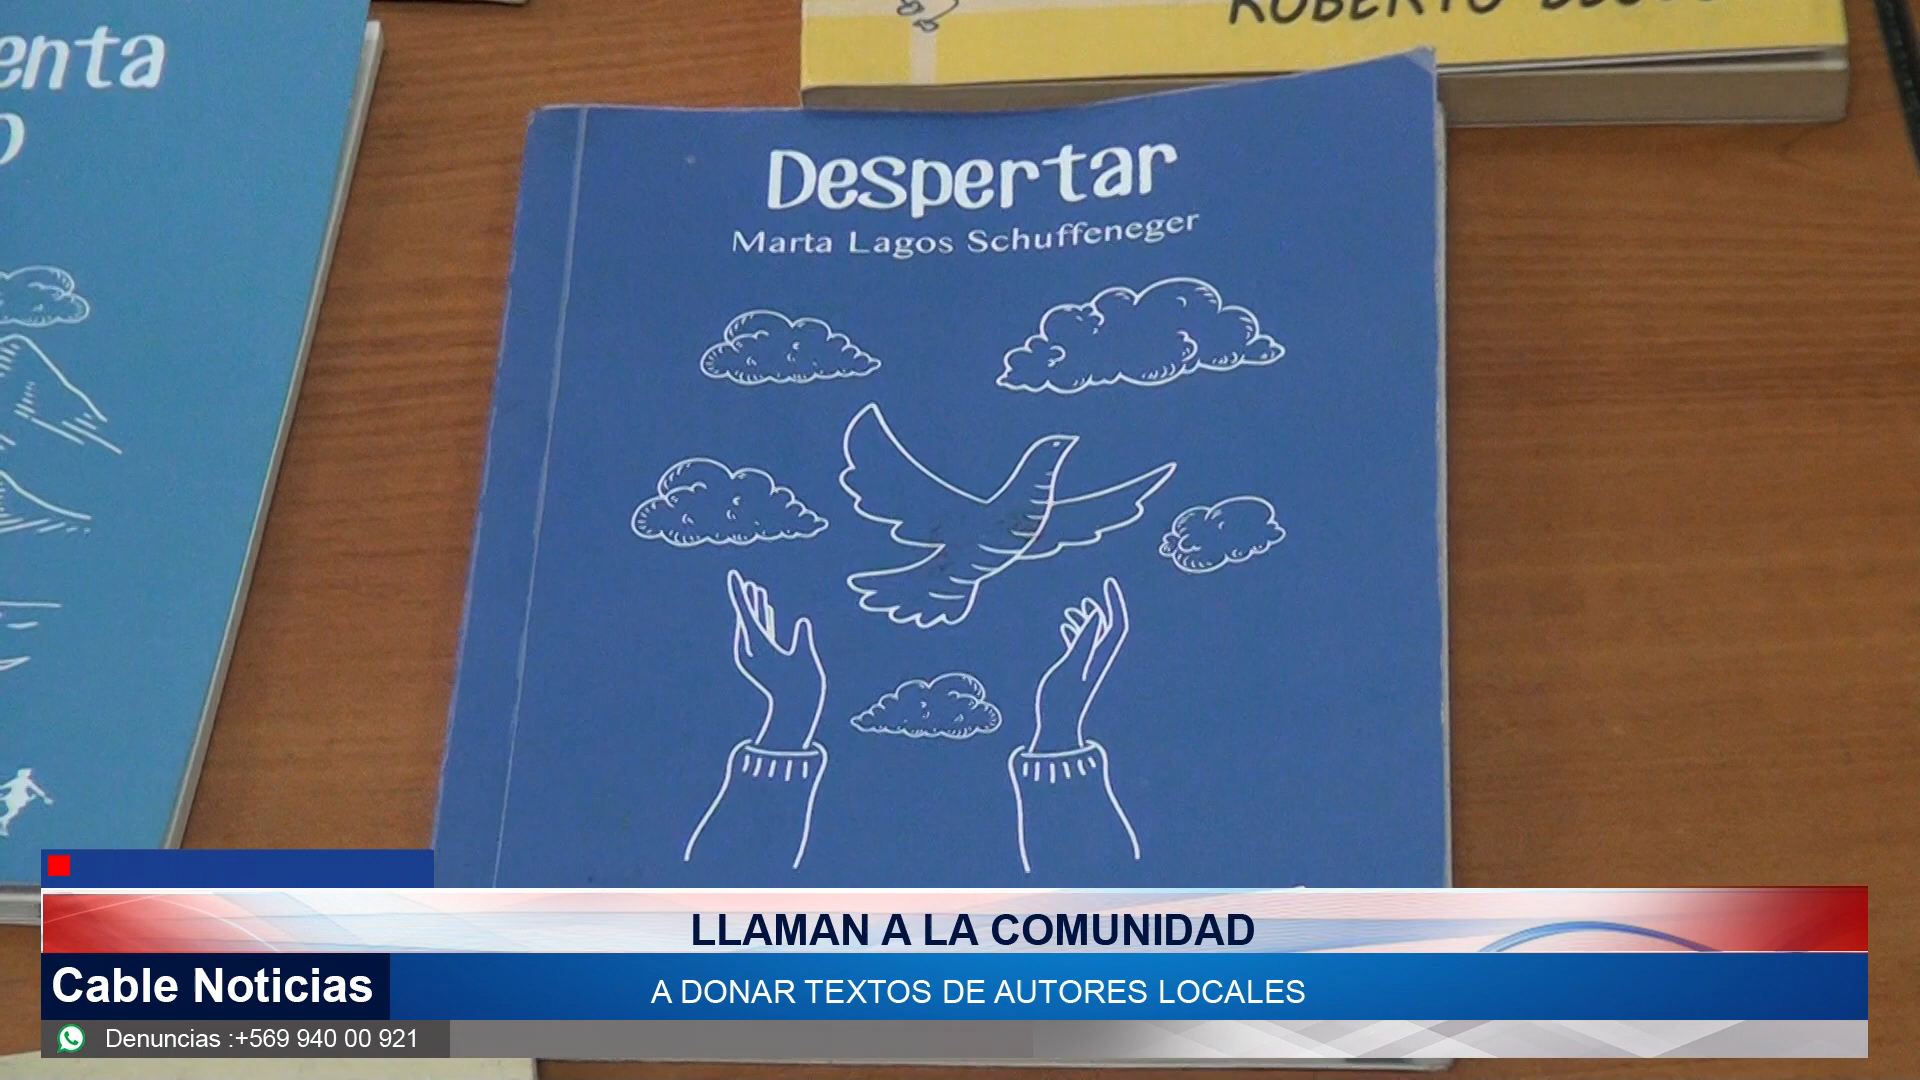 enta
o
ROBERTO
Despertar
Marta Lagos Schuffeneger
LLAMAN A LA COMUNIDAD
Cable Noticias
A DONAR TEXTOS DE AUTORES LOCALES
Denuncias :+569 940 00 921